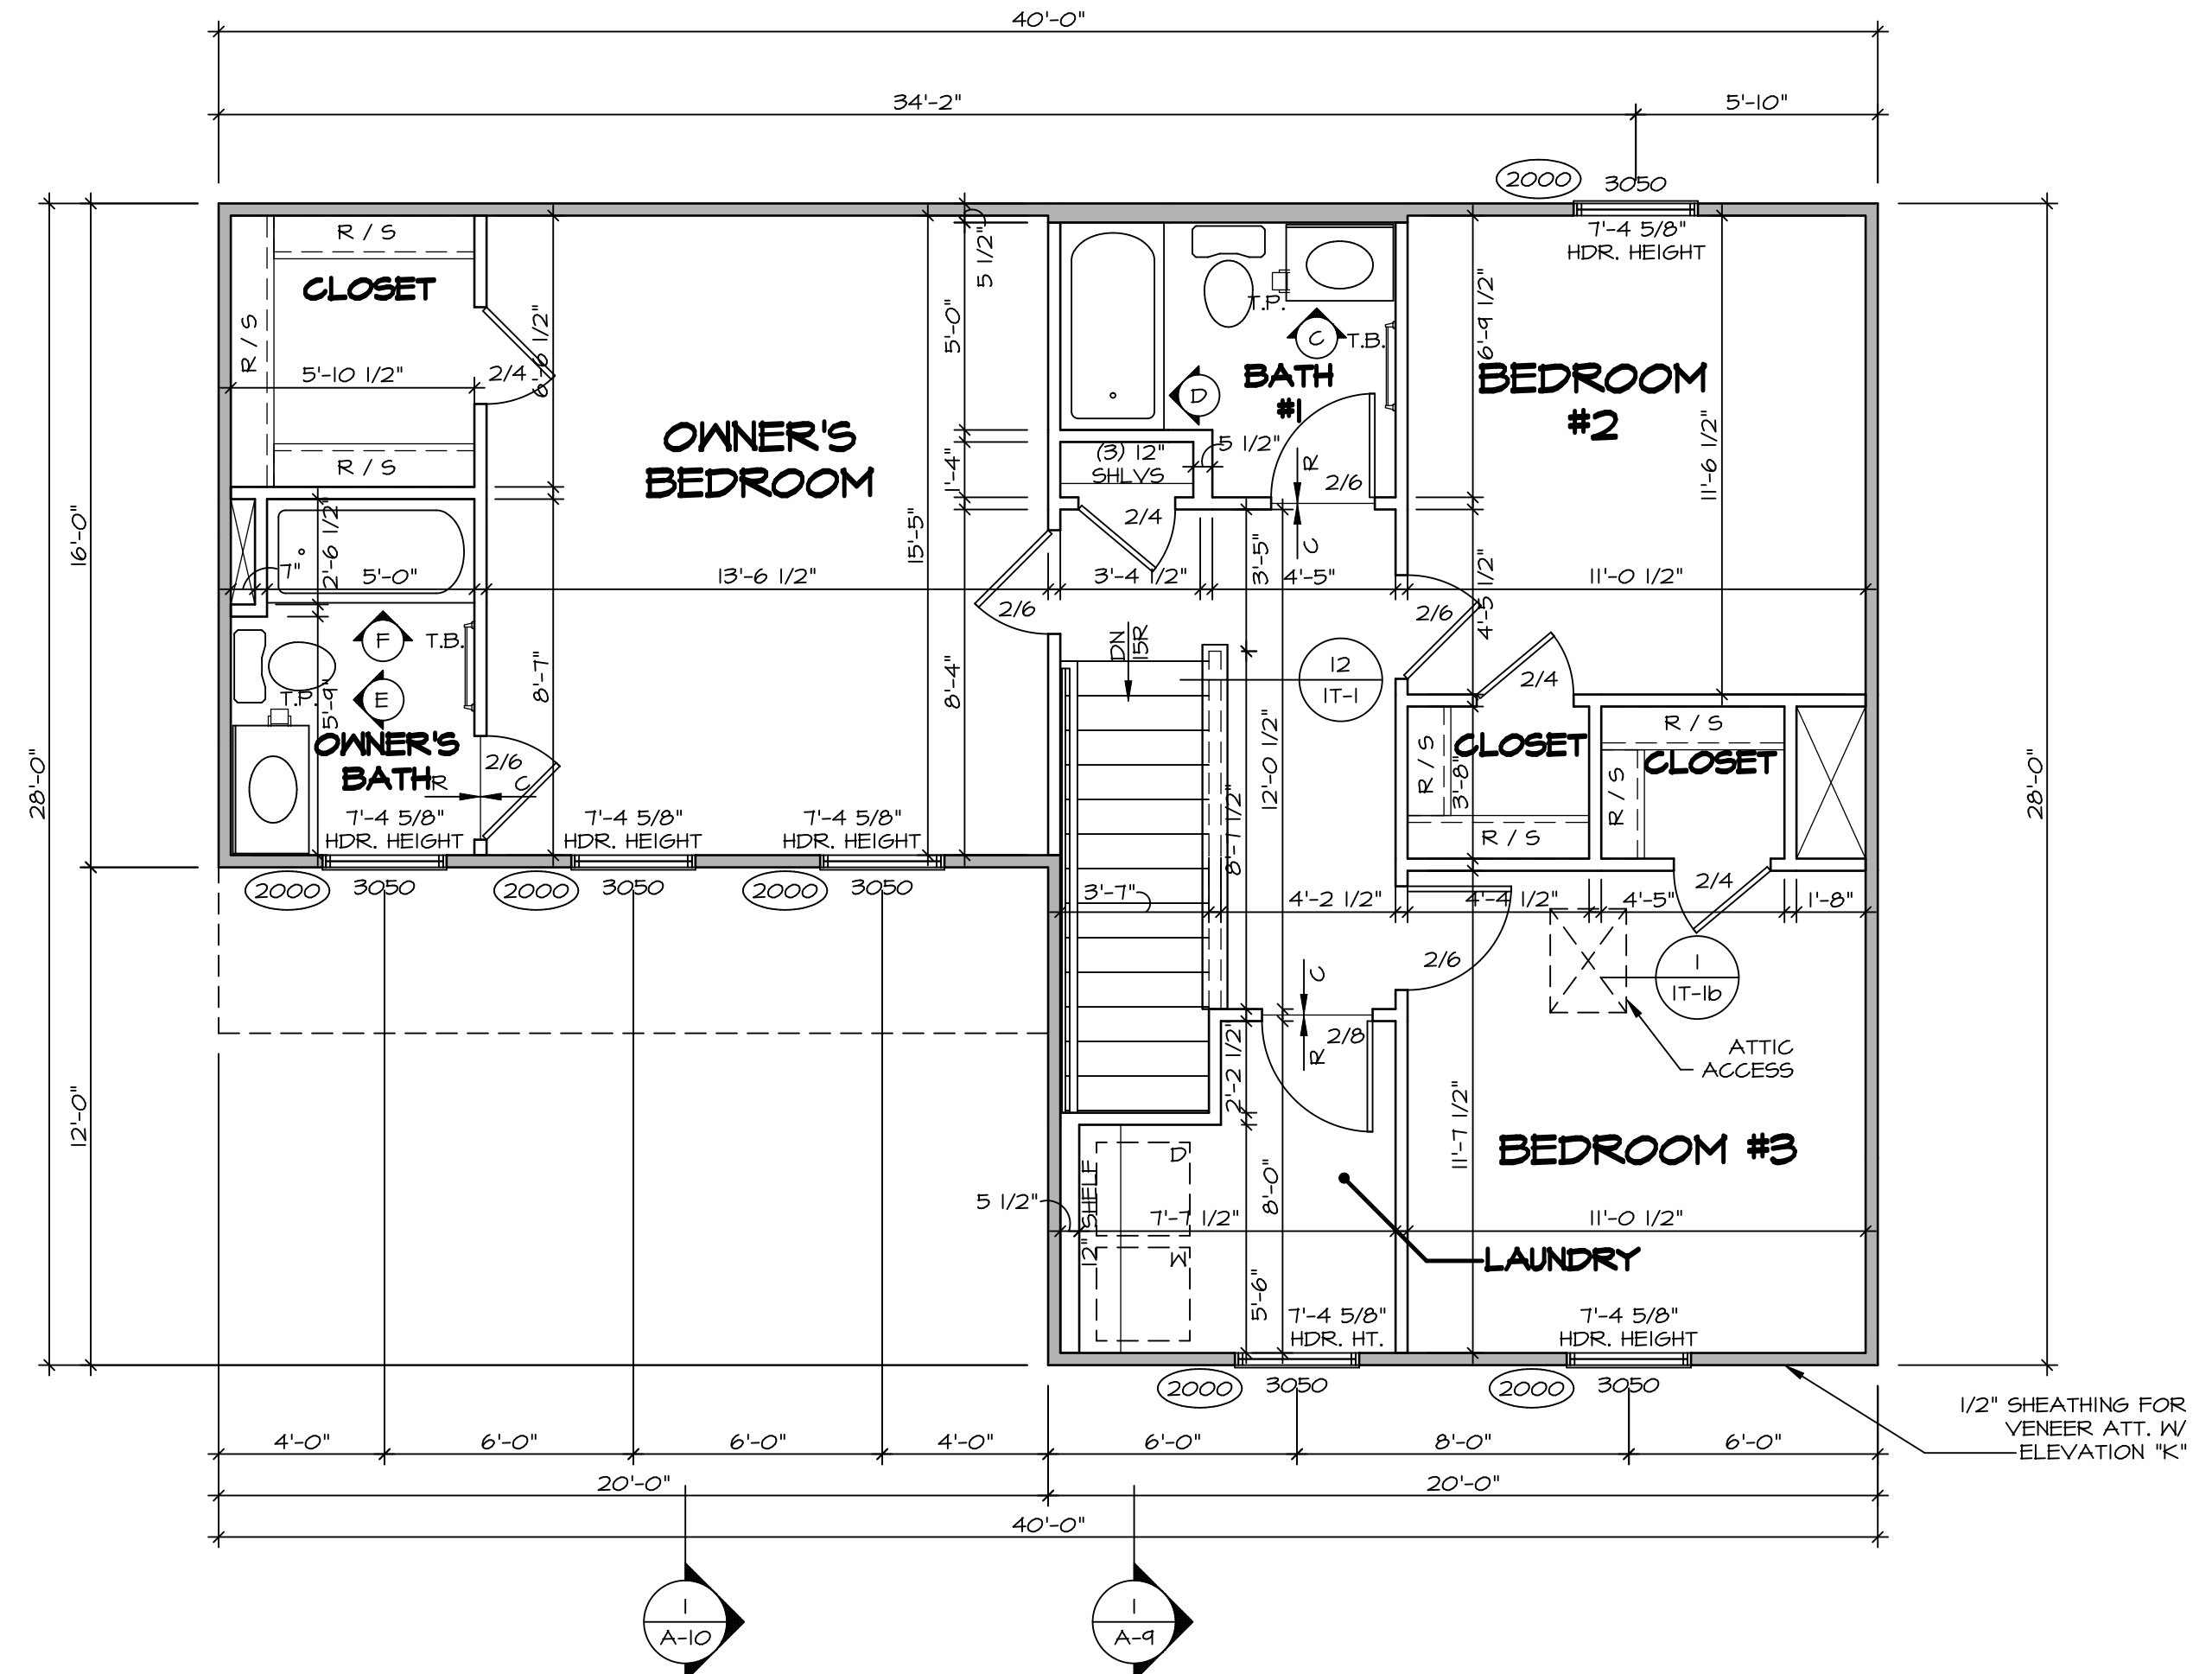 40'-0"
34'-2"
5'-10"
2000
3050
7'-4 5/8"
HDR. HEIGHT
R / S
CLOSET
R / S
5'-10 1/2"
2/4
6'-6 1/2"
R / S
OWNER'S
BEDROOM
5 1/2"
5'-0"
1'-4"
15'-5"
T.P.
C
T.B.
D
BATH
#1
(3) 12"
SHLVS
5 1/2"
R
2/6
C
2/4
6'-9 1/2"
BEDROOM
#2
11'-6 1/2"
16'-0"
28'-0"
28'-0"
7"
2'-6 1/2"
5'-0"
13'-6 1/2"
3'-4 1/2"
3'-5"
4'-5"
11'-0 1/2"
2/6
2/6
4'-5 1/2"
F
T.B.
E
T.P.
5'-9"
8'-7"
8'-4"
DN
15R
12
1T-1
2/4
OWNER'S
BATH
2/6
R
C
12'-0 1/2"
8'-7 1/2"
R / S
CLOSET
3'-8"
R / S
R / S
CLOSET
R / S
7'-4 5/8"
HDR. HEIGHT
7'-4 5/8"
HDR. HEIGHT
7'-4 5/8"
HDR. HEIGHT
2000
3050
2000
3050
2000
3050
3'-7"
4'-2 1/2"
4'-4 1/2"
4'-5"
2/4
1'-8"
2/6
1
1T-1b
C
2/8
R
ATTIC
ACCESS
2'-2 1/2"
12'-0"
11'-7 1/2"
BEDROOM #3
D
12" SHELF
W
5 1/2"
7'-7 1/2"
8'-0"
11'-0 1/2"
LAUNDRY
5'-6"
7'-4 5/8"
HDR. HT.
7'-4 5/8"
HDR. HEIGHT
2000
3050
2000
3050
1/2" SHEATHING FOR
VENEER ATT. W/
ELEVATION "K"
4'-0"
6'-0"
6'-0"
4'-0"
6'-0"
8'-0"
6'-0"
20'-0"
20'-0"
40'-0"
1
A-10
1
A-9